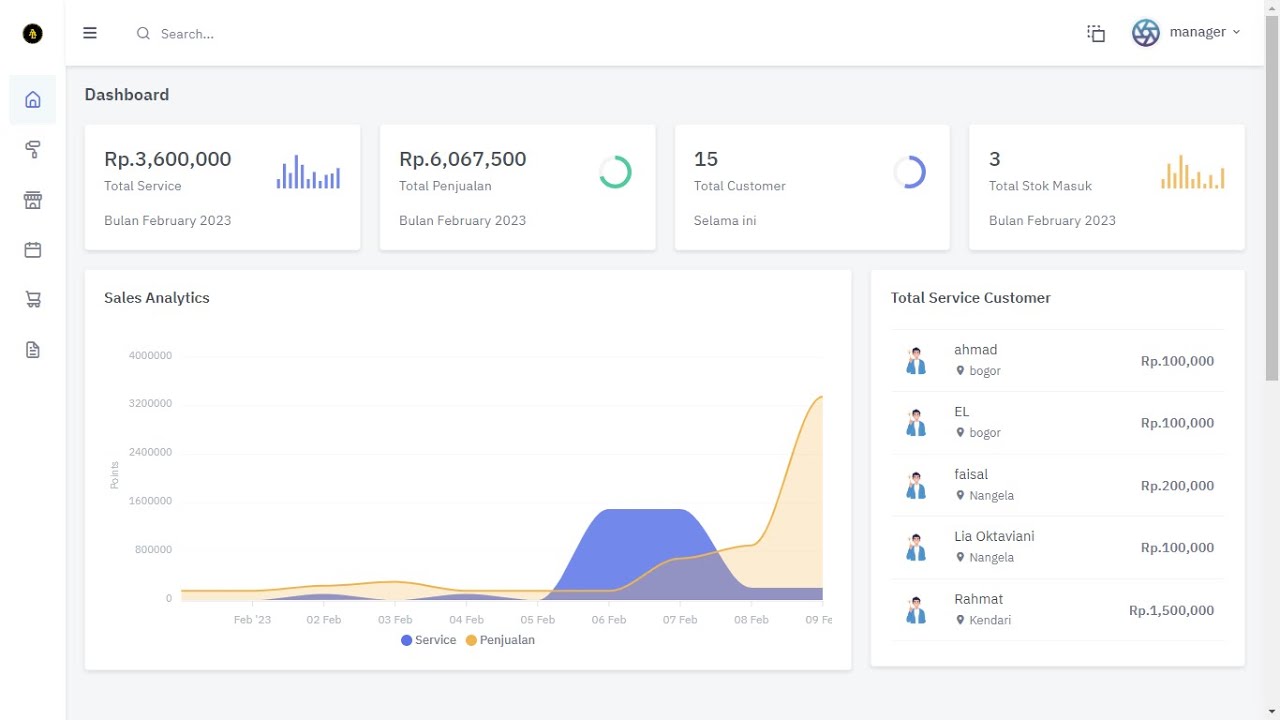 Search...
manager
Dashboard
Rp.3,600,000
Total Service
Bulan February 2023
Rp.6,067,500
Total Penjualan
Bulan February 2023
15
Total Customer
Selama ini
3
Total Stok Masuk
Bulan February 2023
Sales Analytics
Points
4000000
3200000
2400000
1600000
800000
0
Feb '23 02 Feb 03 Feb 04 Feb 05 Feb 06 Feb 07 Feb 08 Feb 09 Fe
Service Penjualan
Total Service Customer
ahmad
bogor
Rp.100,000
EL
bogor
Rp.100,000
faisal
Nangela
Rp.200,000
Lia Oktaviani
Nangela
Rp.100,000
Rahmat
Kendari
Rp.1,500,000